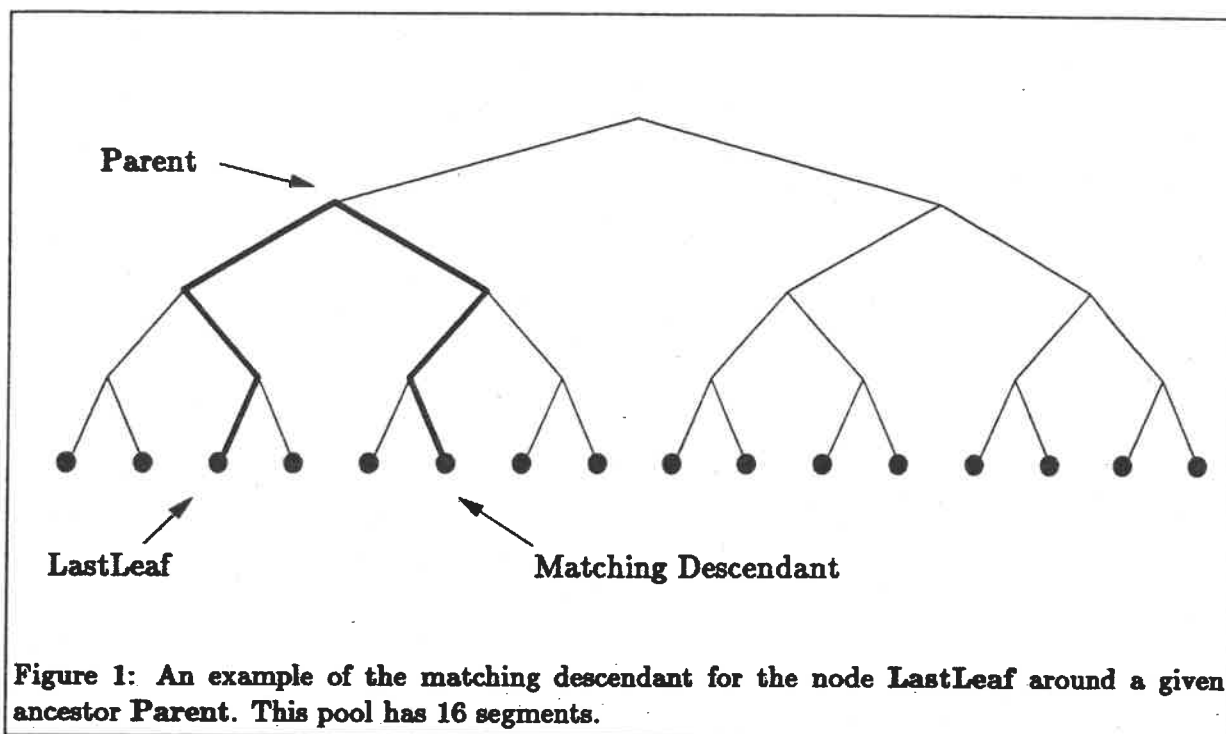 Parent
LastLeaf
Matching Descendant
Figure 1: An example of the matching descendant for the node LastLeaf around a given
ancestor Parent. This pool has 16 segments.